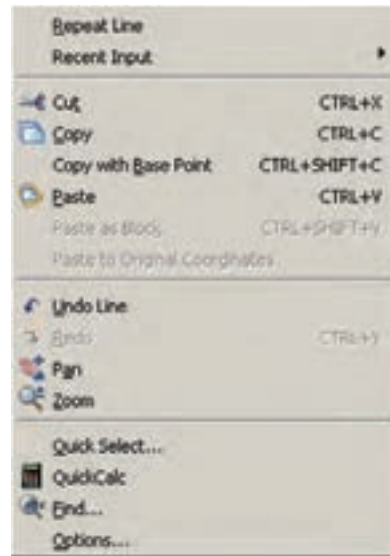 Repeat Line
Recent Input
Cut CTRL+X
Copy CTRL+C
Copy with Base Point CTRL+SHIFT+C
Paste CTRL+V
Paste as Block CTRL+SHIFT+V
Paste to Original Coordinates
Undo Line
Redo CTRL+Y
Pan
Zoom
Quick Select...
QuickCalc
Find...
Options...